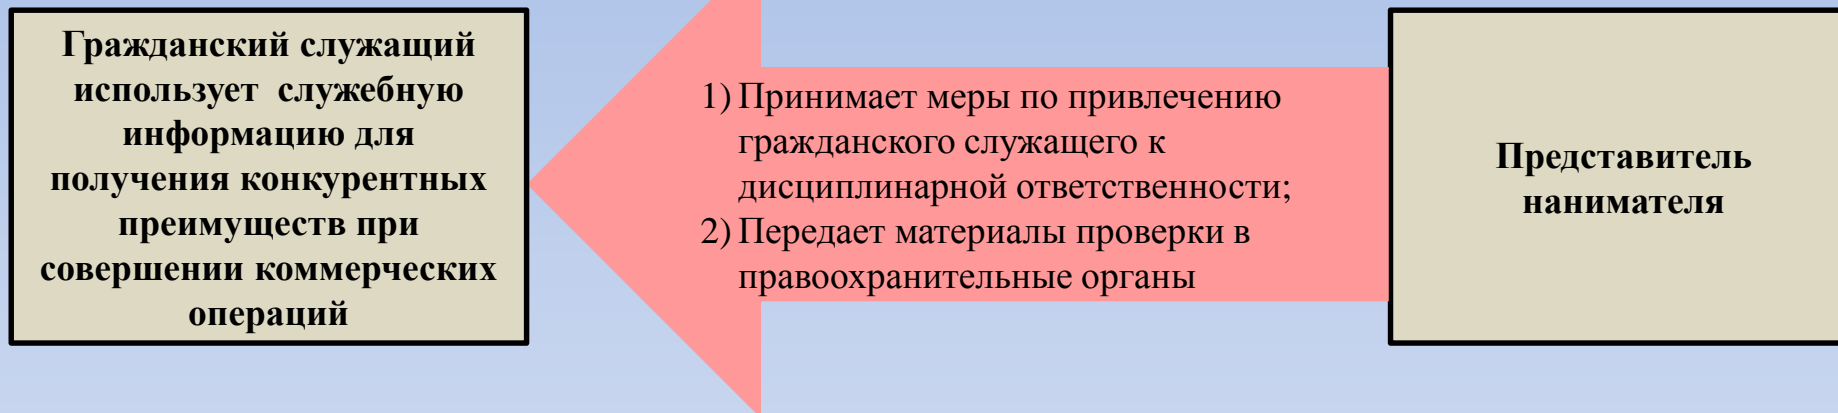 Гражданский служащий
использует служебную
информацию для
получения конкурентных
преимуществ при
совершении коммерческих
операций
1) Принимает меры по привлечению
гражданского служащего к
дисциплинарной ответственности;
2) Передает материалы проверки в
правоохранительные органы
Представитель
нанимателя